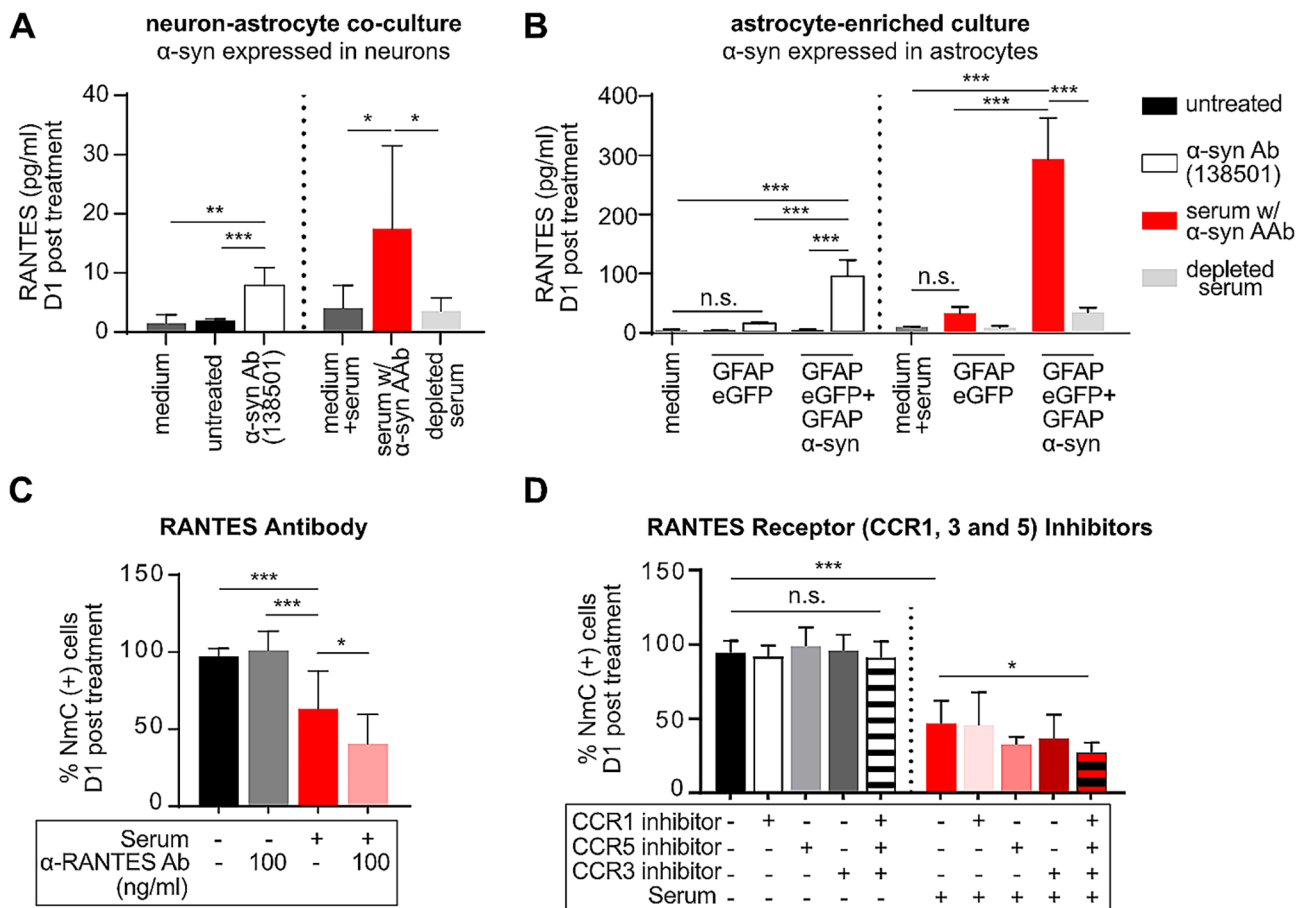 A
neuron-astrocyte co-culture
α-syn expressed in neurons
RANTES (pg/ml)
D1 post treatment
40
30
20
10
0
**
***
*
*
medium
untreated
α-syn Ab
(138501)
medium
+serum
serum w/
α-syn AAb
depleted
serum
B
astrocyte-enriched culture
α-syn expressed in astrocytes
RANTES (pg/ml)
D1 post treatment
400
300
200
100
0
n.s.
***
***
***
n.s.
***
***
***
medium
GFAP
eGFP
GFAP
eGFP+
GFAP
α-syn
medium
+serum
GFAP
eGFP
GFAP
eGFP+
GFAP
α-syn
untreated
α-syn Ab
(138501)
serum w/
α-syn AAb
depleted
serum
C
RANTES Antibody
% NmC (+) cells
D1 post treatment
150
100
50
0
***
***
*
Serum - - + +
α-RANTES Ab - 100 - 100
(ng/ml)
D
RANTES Receptor (CCR1, 3 and 5) Inhibitors
% NmC (+) cells
D1 post treatment
150
100
50
0
***
n.s.
*
CCR1 inhibitor - + - - + - + - - +
CCR5 inhibitor - - + - + - - + - +
CCR3 inhibitor - - - + + - - - + +
Serum - - - - - + + + + +